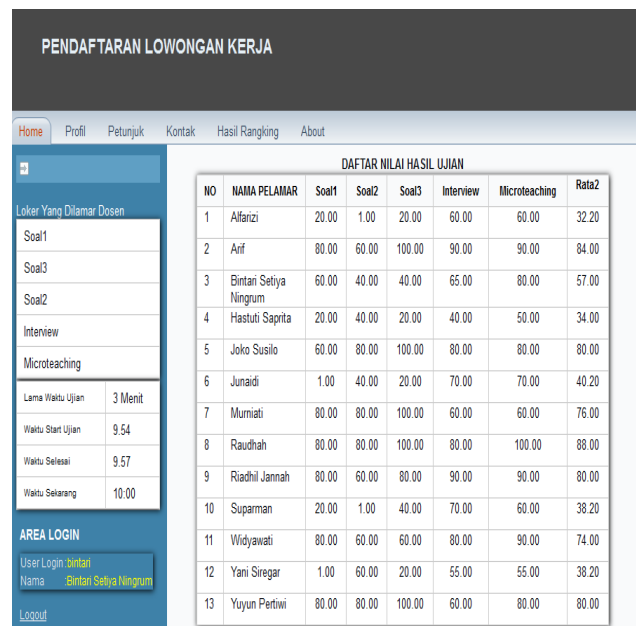 PENDAFTARAN LOWONGAN KERJA
Home Profil Petunjuk Kontak Hasil Rangking About
Loker Yang Dilamar Dosen
Soal1
Soal3
Soal2
Interview
Microteaching
Lama Waktu Ujian 3 Menit
Waktu Start Ujian 9.54
Waktu Selesai 9.57
Waktu Sekarang 10:00
AREA LOGIN
User Login :bintari
Nama :Bintari Setiya Ningrum
Logout
DAFTAR NILAI HASIL UJIAN
NO NAMA PELAMAR Soal1 Soal2 Soal3 Interview Microteaching Rata2
1 Alfarizi 20.00 1.00 20.00 60.00 60.00 32.20
2 Arif 80.00 60.00 100.00 90.00 90.00 84.00
3 Bintari Setiya 60.00 40.00 40.00 65.00 80.00 57.00
Ningrum
4 Hastuti Saprita 20.00 40.00 20.00 40.00 50.00 34.00
5 Joko Susilo 60.00 80.00 100.00 80.00 80.00 80.00
6 Junaidi 1.00 40.00 20.00 70.00 70.00 40.20
7 Murniati 80.00 80.00 100.00 60.00 60.00 76.00
8 Raudhah 80.00 80.00 100.00 80.00 100.00 88.00
9 Riadhil Jannah 80.00 60.00 80.00 90.00 90.00 80.00
10 Suparman 20.00 1.00 40.00 70.00 60.00 38.20
11 Widyawati 80.00 60.00 60.00 80.00 90.00 74.00
12 Yani Siregar 1.00 60.00 20.00 55.00 55.00 38.20
13 Yuyun Pertiwi 80.00 80.00 100.00 60.00 80.00 80.00